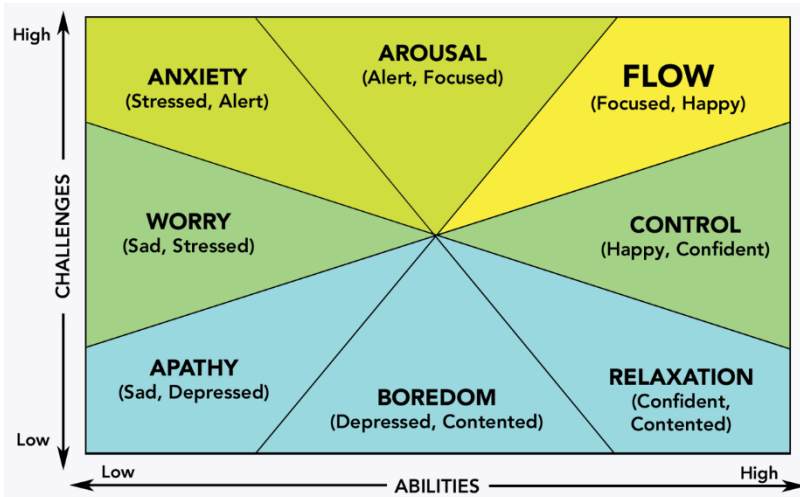 High
ANXIETY
(Stressed, Alert)
AROUSAL
(Alert, Focused)
FLOW
(Focused, Happy)
CHALLENGES
WORRY
(Sad, Stressed)
CONTROL
(Happy, Confident)
APATHY
(Sad, Depressed)
BOREDOM
(Depressed, Contented)
RELAXATION
(Confident,
Contented)
Low
Low
ABILITIES
High